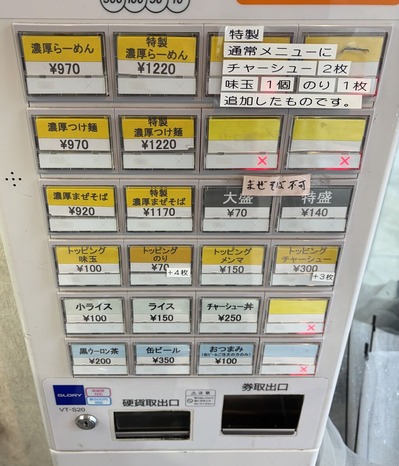 500 100 50 10
濃厚らーめん
¥970
特製
濃厚らーめん
¥1220
特製
通常メニューに
チャーシュー 2枚
味玉 1個 のり 1枚
追加したものです。
濃厚つけ麺
¥970
特製
濃厚つけ麺
¥1220
濃厚まぜそば
¥920
特製
濃厚まぜそば
¥1170
まぜそば不可
大盛
¥70
特盛
¥140
トッピング
味玉
¥100
トッピング
のり
¥70
+4枚
トッピング
メンマ
¥150
トッピング
チャーシュー
¥300
+3枚
小ライス
¥100
ライス
¥150
チャーシュー丼
¥250
黒ウーロン茶
¥200
缶ビール
¥350
おつまみ
¥100
GLORY
VT-S20
硬貨取出口
注意
券取出口